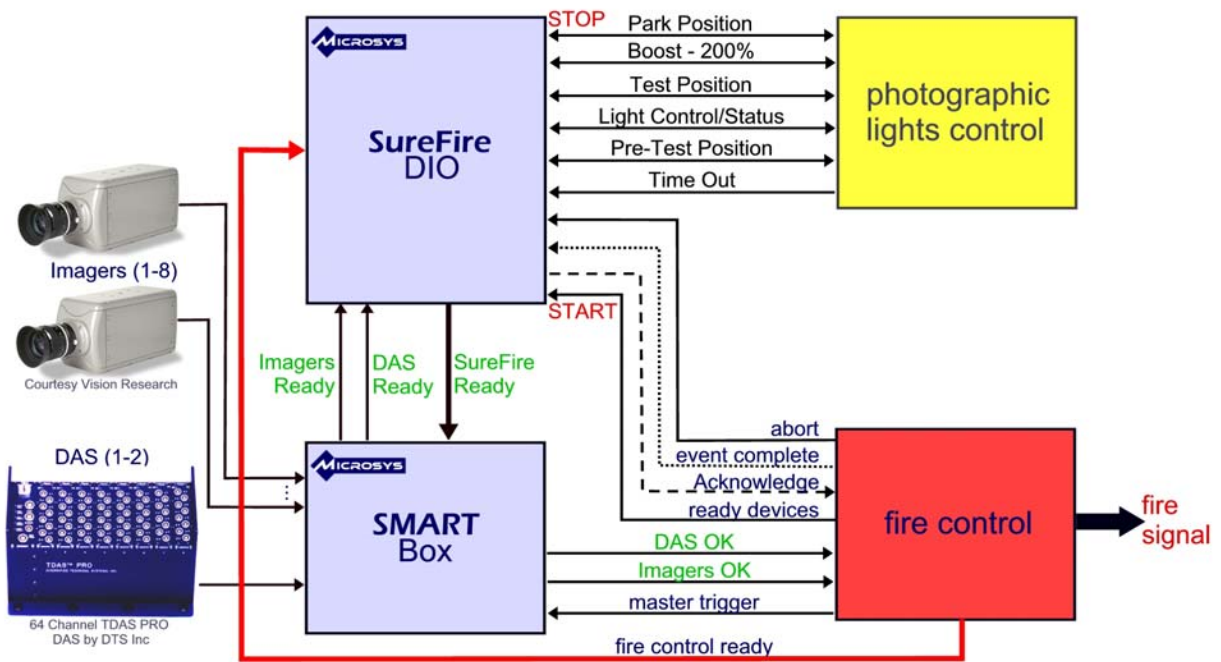 STOP
MICROSYS
SureFire
DIO
Park Position
Boost - 200%
Test Position
Light Control/Status
Pre-Test Position
Time Out
photographic
lights control
Imagers (1-8)
Courtesy Vision Research
START
Imagers
Ready
DAS
Ready
SureFire
Ready
DAS (1-2)
TDAS™ PRO
64 Channel TDAS PRO
DAS by DTS Inc
MICROSYS
SMART
Box
abort
event complete
Acknowledge
ready devices
DAS OK
Imagers OK
master trigger
fire control ready
fire control
fire
signal